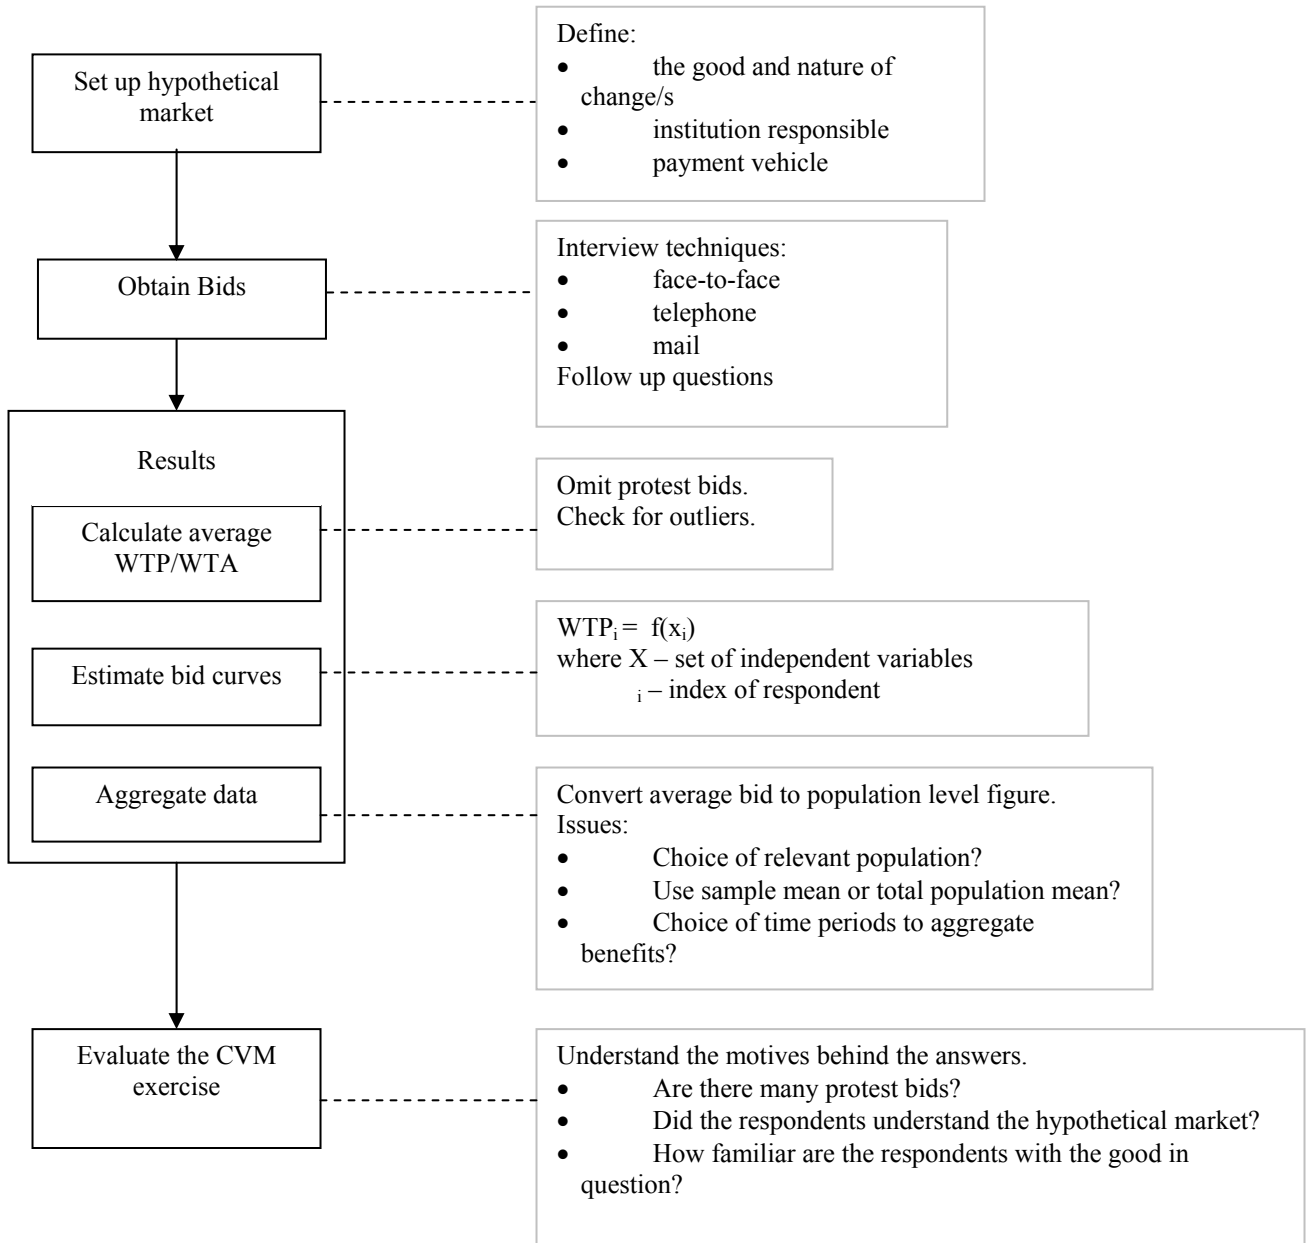 Set up hypothetical
market
Define:
• the good and nature of
change/s
• institution responsible
• payment vehicle
Obtain Bids
Interview techniques:
• face-to-face
• telephone
• mail
Follow up questions
Results
Calculate average
WTP/WTA
Omit protest bids.
Check for outliers.
Estimate bid curves
WTPi = f(xi)
where X – set of independent variables
i – index of respondent
Aggregate data
Convert average bid to population level figure.
Issues:
• Choice of relevant population?
• Use sample mean or total population mean?
• Choice of time periods to aggregate
benefits?
Evaluate the CVM
exercise
Understand the motives behind the answers.
• Are there many protest bids?
• Did the respondents understand the hypothetical market?
• How familiar are the respondents with the good in
question?